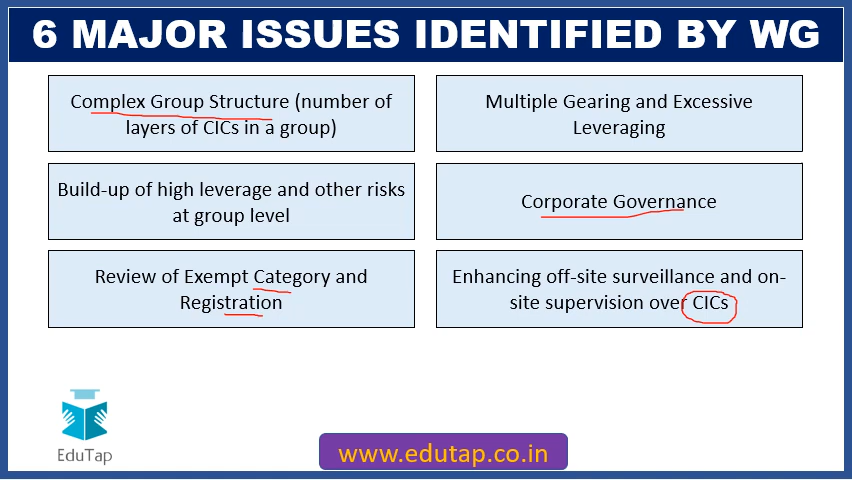 6 MAJOR ISSUES IDENTIFIED BY WG
Complex Group Structure (number of
layers of CICs in a group)
Multiple Gearing and Excessive
Leveraging
Build-up of high leverage and other risks
at group level
Corporate Governance
Review of Exempt Category and
Registration
Enhancing off-site surveillance and on-
site supervision over CICs
EduTap
www.edutap.co.in